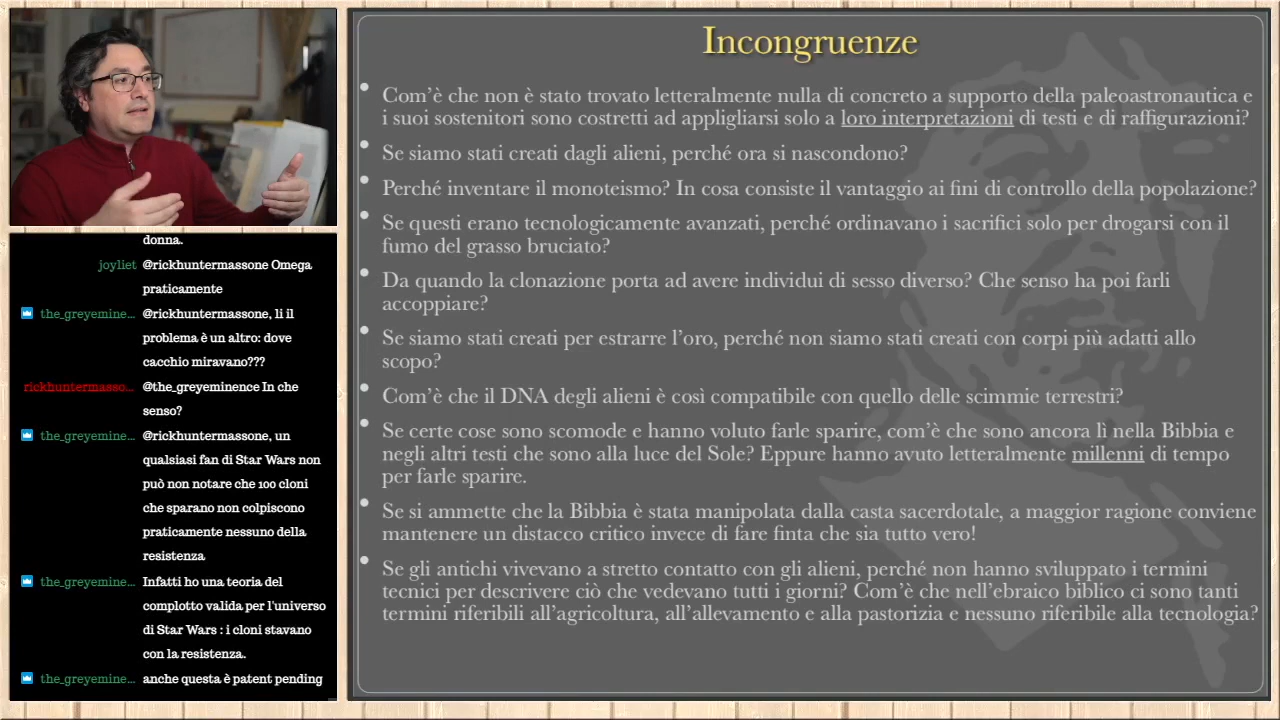 Incongruenze
• Com'è che non è stato trovato letteralmente nulla di concreto a supporto della paleoastronautica e
i suoi sostenitori sono costretti ad appligliarsi solo a loro interpretazioni di testi e di raffigurazioni?
• Se siamo stati creati dagli alieni, perché ora si nascondono?
• Perché inventare il monoteismo? In cosa consiste il vantaggio ai fini di controllo della popolazione?
• Se questi erano tecnologicamente avanzati, perché ordinavano i sacrifici solo per drogarsi con il
fumo del grasso bruciato?
• Da quando la clonazione porta ad avere individui di sesso diverso? Che senso ha poi farli
accoppiare?
• Se siamo stati creati per estrarre l'oro, perché non siamo stati creati con corpi più adatti allo
scopo?
• Com'è che il DNA degli alieni è così compatibile con quello delle scimmie terrestri?
• Se certe cose sono scomode e hanno voluto farle sparire, com'è che sono ancora lì nella Bibbia e
negli altri testi che sono alla luce del Sole? Eppure hanno avuto letteralmente millenni di tempo
per farle sparire.
• Se si ammette che la Bibbia è stata manipolata dalla casta sacerdotale, a maggior ragione conviene
mantenere un distacco critico invece di fare finta che sia tutto vero!
• Se gli antichi vivevano a stretto contatto con gli alieni, perché non hanno sviluppato i termini
tecnici per descrivere ciò che vedevano tutti i giorni? Com'è che nell'ebraico biblico ci sono tanti
termini riferibili all'agricoltura, all'allevamento e alla pastorizia e nessuno riferibile alla tecnologia?
donna.
joyliet @rickhuntermassone Omega
praticamente
the_greyemine... @rickhuntermassone, li il
problema è un altro: dove
cacchio miravano???
rickhuntermasso... @the_greyeminence In che
senso?
the_greyemine... @rickhuntermassone, un
qualsiasi fan di Star Wars non
può non notare che 100 cloni
che sparano non colpiscono
praticamente nessuno della
resistenza
the_greyemine... Infatti ho una teoria del
complotto valida per l'universo
di Star Wars : i cloni stavano
con la resistenza.
the_greyemine... anche questa è patent pending